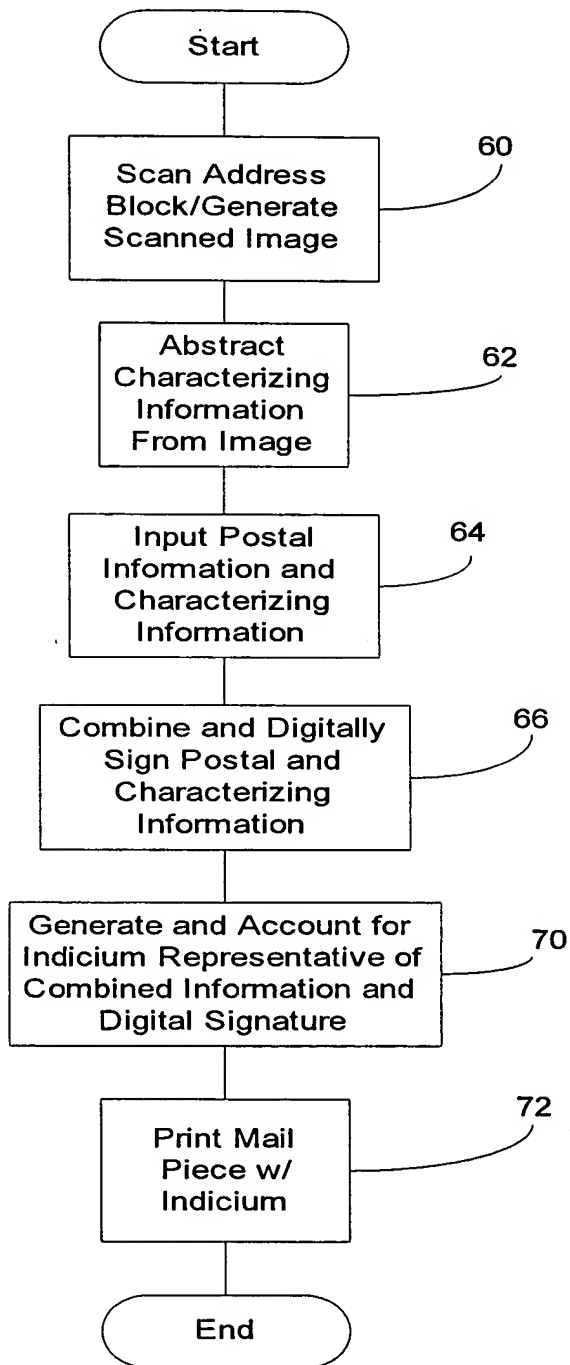 Start
60
Scan Address
Block/Generate
Scanned Image
62
Abstract
Characterizing
Information
From Image
64
Input Postal
Information and
Characterizing
Information
66
Combine and Digitally
Sign Postal and
Characterizing
Information
70
Generate and Account for
Indicium Representative of
Combined Information and
Digital Signature
72
Print Mail
Piece w/
Indicium
End